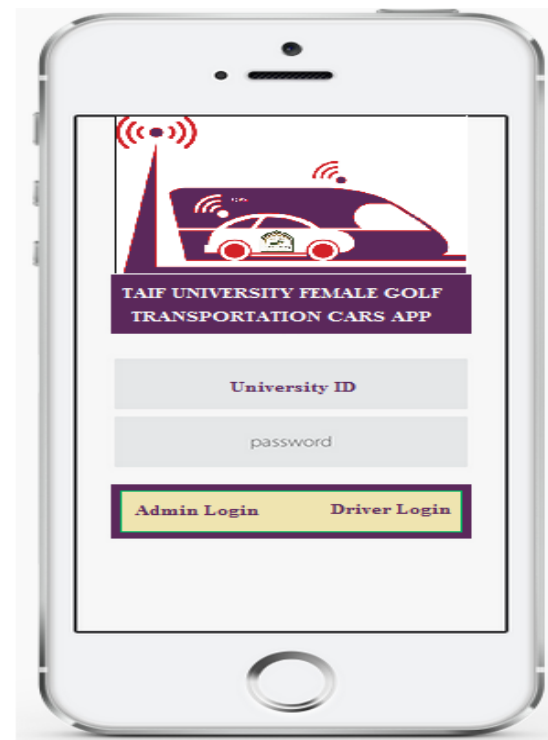 TAIF UNIVERSITY FEMALE GOLF
TRANSPORTATION CARS APP
University ID
password
Admin Login Driver Login